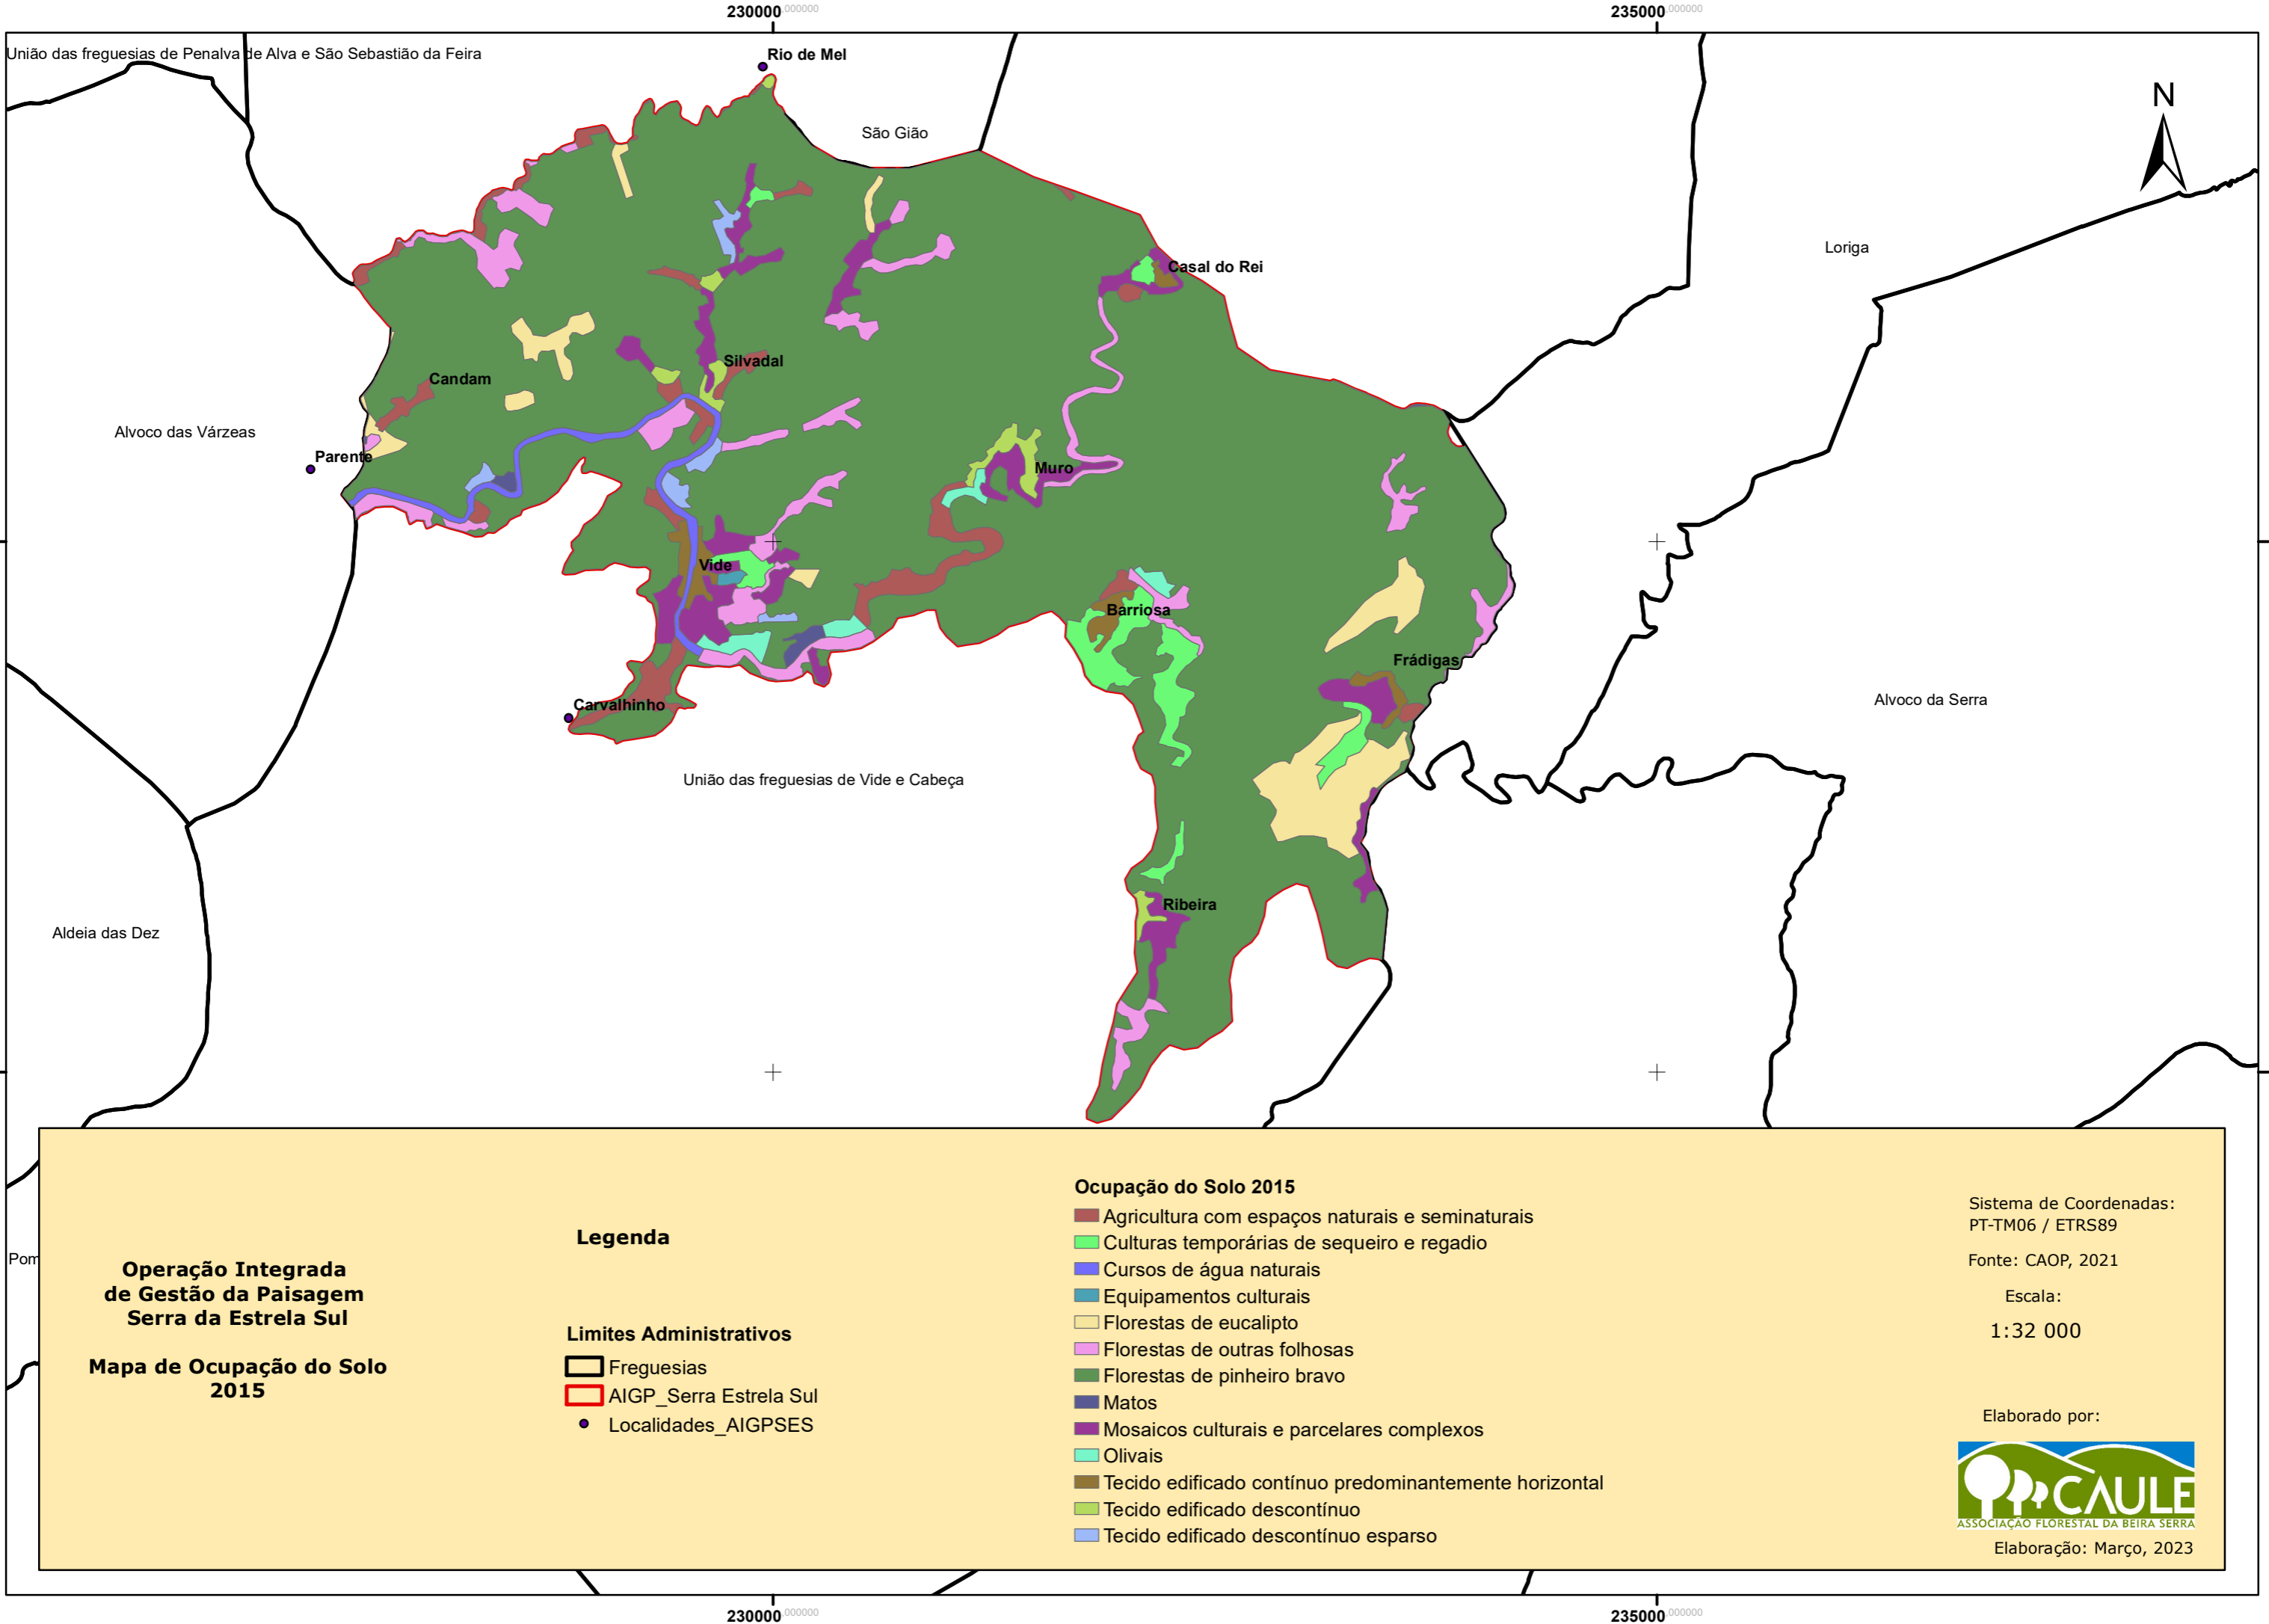 230000,000000
235000,000000
União das freguesias de Penalva de Alva e São Sebastião da Feira
Rio de Mel
N
São Gião
Loriga
Casal do Rei
Silvadal
Candam
Alvoco das Várzeas
Parente
Muro
Vide
Barriosa
Frádigas
Carvalhinho
Alvoco da Serra
União das freguesias de Vide e Cabeça
Ribeira
Aldeia das Dez
Pom
Operação Integrada
de Gestão da Paisagem
Serra da Estrela Sul
Mapa de Ocupação do Solo
2015
Legenda
Limites Administrativos
Freguesias
AIGP_Serra Estrela Sul
Localidades_AIGPSES
Ocupação do Solo 2015
Agricultura com espaços naturais e seminaturais
Culturas temporárias de sequeiro e regadio
Cursos de água naturais
Equipamentos culturais
Florestas de eucalipto
Florestas de outras folhosas
Florestas de pinheiro bravo
Matos
Mosaicos culturais e parcelares complexos
Olivais
Tecido edificado contínuo predominantemente horizontal
Tecido edificado descontínuo
Tecido edificado descontínuo esparso
Sistema de Coordenadas:
PT-TM06 / ETRS89
Fonte: CAOP, 2021
Escala:
1:32 000
Elaborado por:
CAULE
ASSOCIAÇÃO FLORESTAL DA BEIRA SERRA
Elaboração: Março, 2023
230000,000000
235000,000000